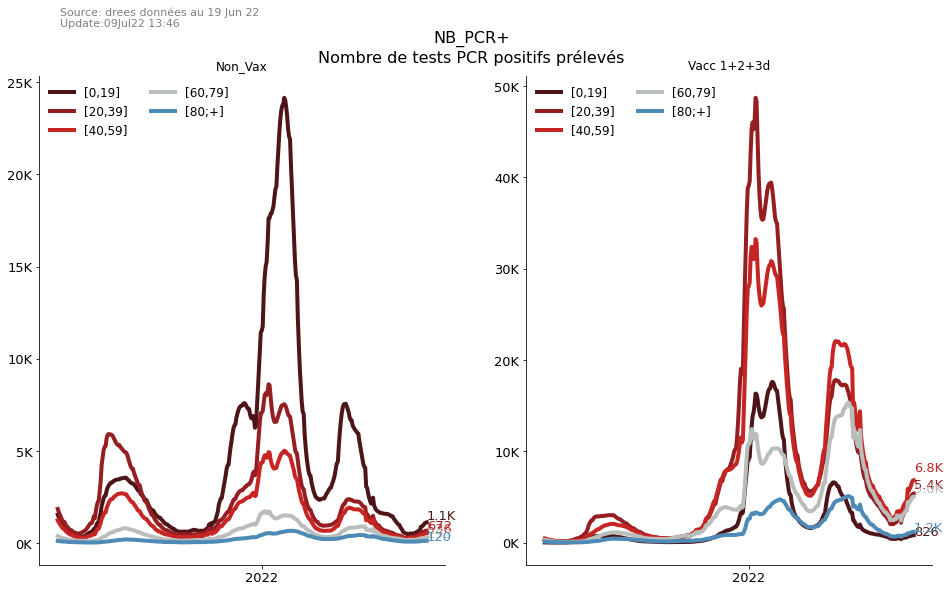 Source: drees données au 19 Jun 22
Update:09Jul22 13:46
NB_PCR+
Nombre de tests PCR positifs prélevés
Non_Vax
25K
20K
15K
10K
5K
0K
[0,19]
[20,39]
[40,59]
[60,79]
[80;+]
1.1K
672
120
2022
Vacc 1+2+3d
50K
40K
30K
20K
10K
0K
[0,19]
[20,39]
[40,59]
[60,79]
[80;+]
6.8K
5.4K
1.2K
826
2022